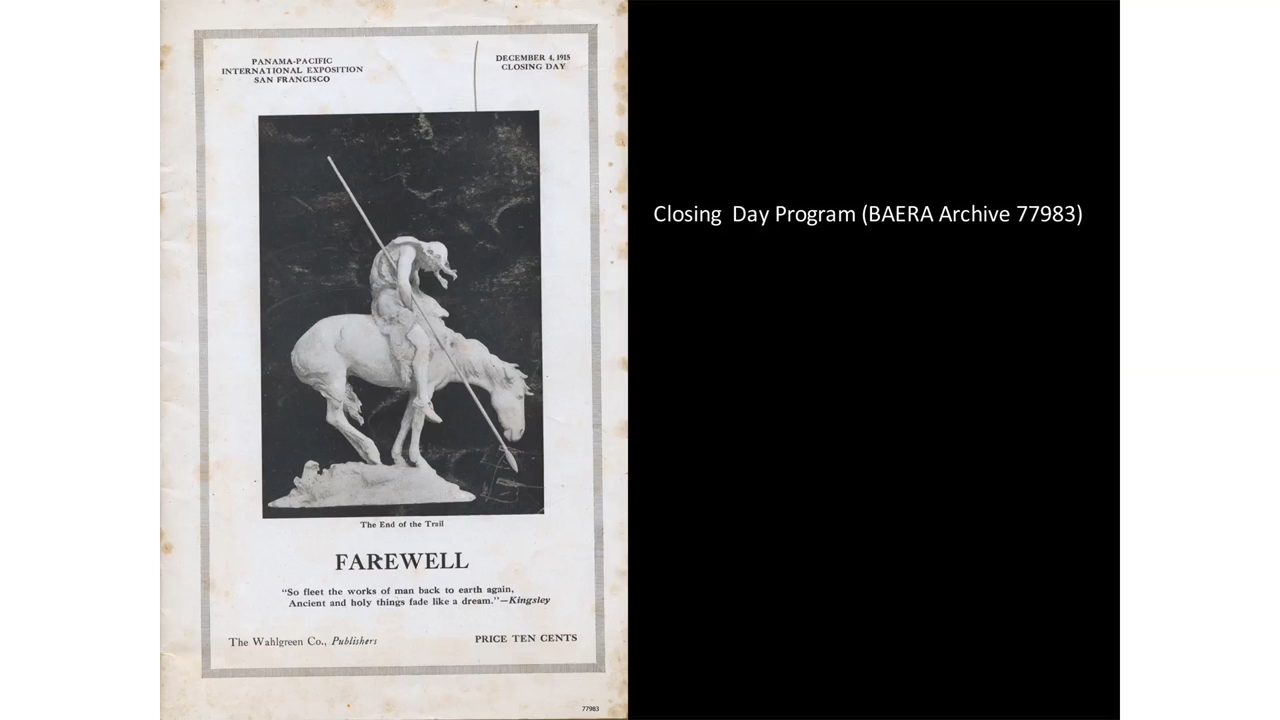 PANAMA-PACIFIC
INTERNATIONAL EXPOSITION
SAN FRANCISCO
DECEMBER 4, 1915
CLOSING DAY
The End of the Trail
FAREWELL
“So fleet the works of man back to earth again,
Ancient and holy things fade like a dream.”—Kingsley
The Wahlgreen Co., Publishers
PRICE TEN CENTS
77983
Closing Day Program (BAERA Archive 77983)